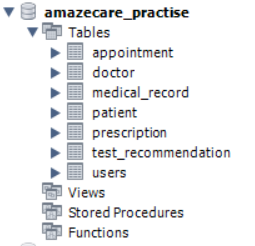 amazecare_practise
Tables
appointment
doctor
medical_record
patient
prescription
test_recommendation
users
Views
Stored Procedures
Functions